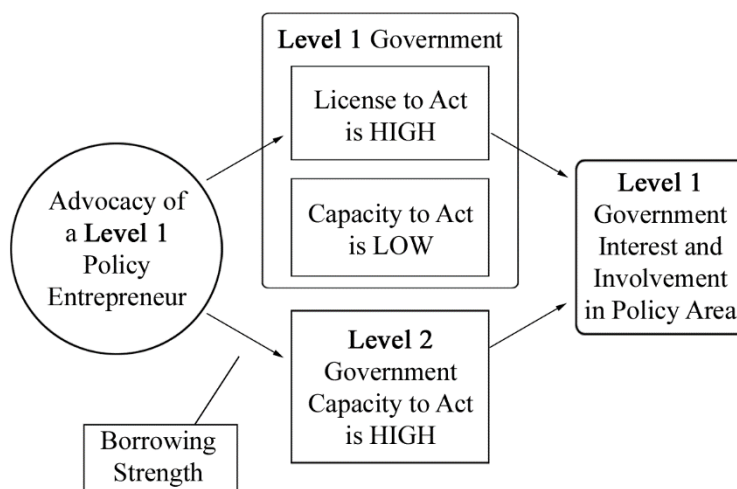 Level 1 Government
License to Act
is HIGH
Capacity to Act
is LOW
Advocacy of
a Level 1
Policy
Entrepreneur
Level 1
Government
Interest and
Involvement
in Policy Area
Level 2
Government
Capacity to Act
is HIGH
Borrowing
Strength